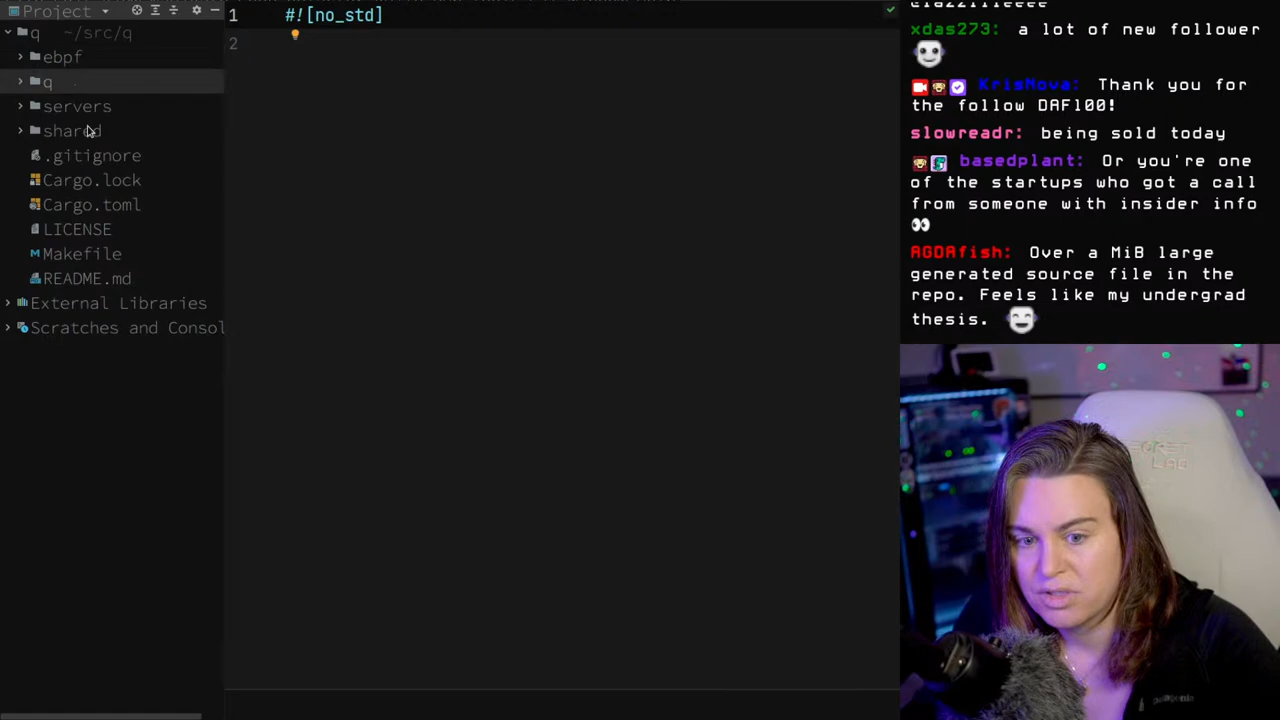 Project
q ~/src/q
ebpf
q
servers
shared
.gitignore
Cargo.lock
Cargo.toml
LICENSE
Makefile
README.md
External Libraries
Scratches and Consol
1 #![no_std]
2
xdas273: a lot of new follower
KrisNova: Thank you for
the follow DAF100!
slowreadr: being sold today
basedplant: Or you're one
of the startups who got a call
from someone with insider info
AGDAfish: Over a MiB large
generated source file in the
repo. Feels like my undergrad
thesis.
SECRET
LAB